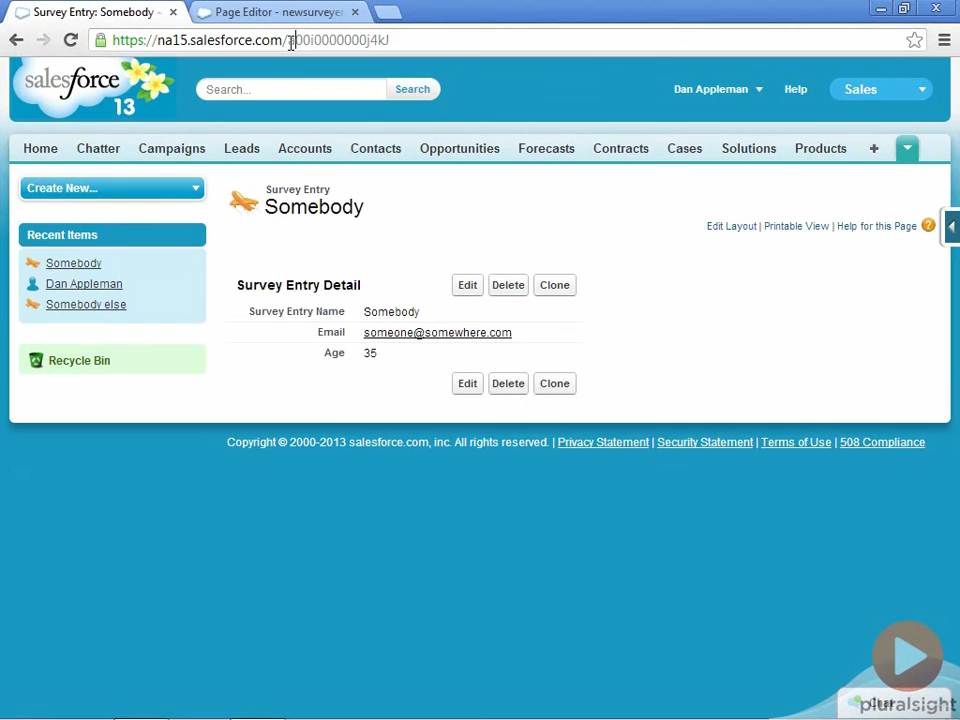 Survey Entry: Somebody -
Page Editor - newsurveyer
https://na15.salesforce.com/
salesforce
13
Search...
Search
Dan Appleman
Help
Sales
Home
Chatter
Campaigns
Leads
Accounts
Contacts
Opportunities
Forecasts
Contracts
Cases
Solutions
Products
+
Create New...
Survey Entry
Somebody
Edit Layout | Printable View | Help for this Page ?
Recent Items
Somebody
Dan Appleman
Somebody else
Recycle Bin
Survey Entry Detail
Edit
Delete
Clone
Survey Entry Name Somebody
Email someone@somewhere.com
Age 35
Edit
Delete
Clone
Copyright © 2000-2013 salesforce.com, inc. All rights reserved. | Privacy Statement | Security Statement | Terms of Use | 508 Compliance
pluralsight